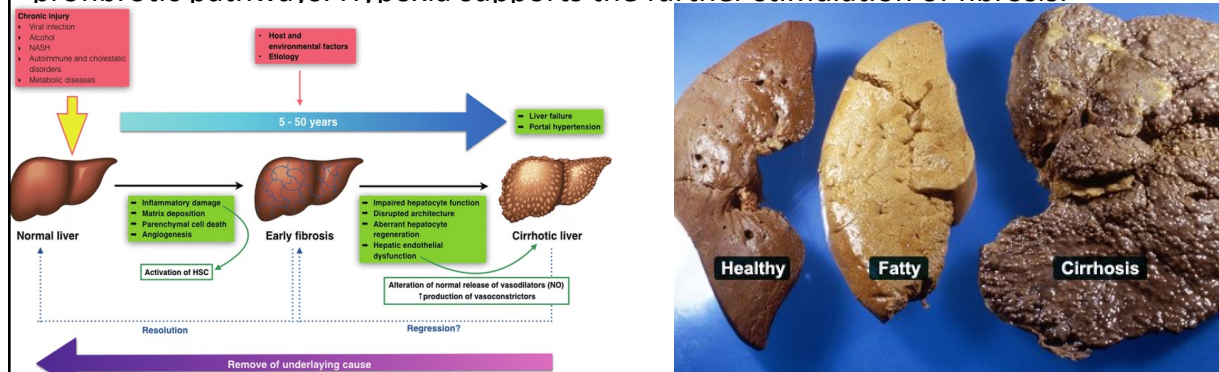 Chronic injury
Viral infection
Alcohol
NASH
Autoimmune and cholestatic
disorders
Metabolic diseases
Host and
environmental factors
Etiology
5 - 50 years
Liver failure
Portal hypertension
Inflammatory damage
Matrix deposition
Parenchymal cell death
Angiogenesis
Impaired hepatocyte function
Disrupted architecture
Aberrant hepatocyte
regeneration
Hepatic endothelial
dysfunction
Normal liver
Early fibrosis
Cirrhotic liver
Activation of HSC
Alteration of normal release of vasodilators (NO)
↑production of vasoconstrictors
Resolution
Regression?
Remove of underlaying cause
Healthy
Fatty
Cirrhosis